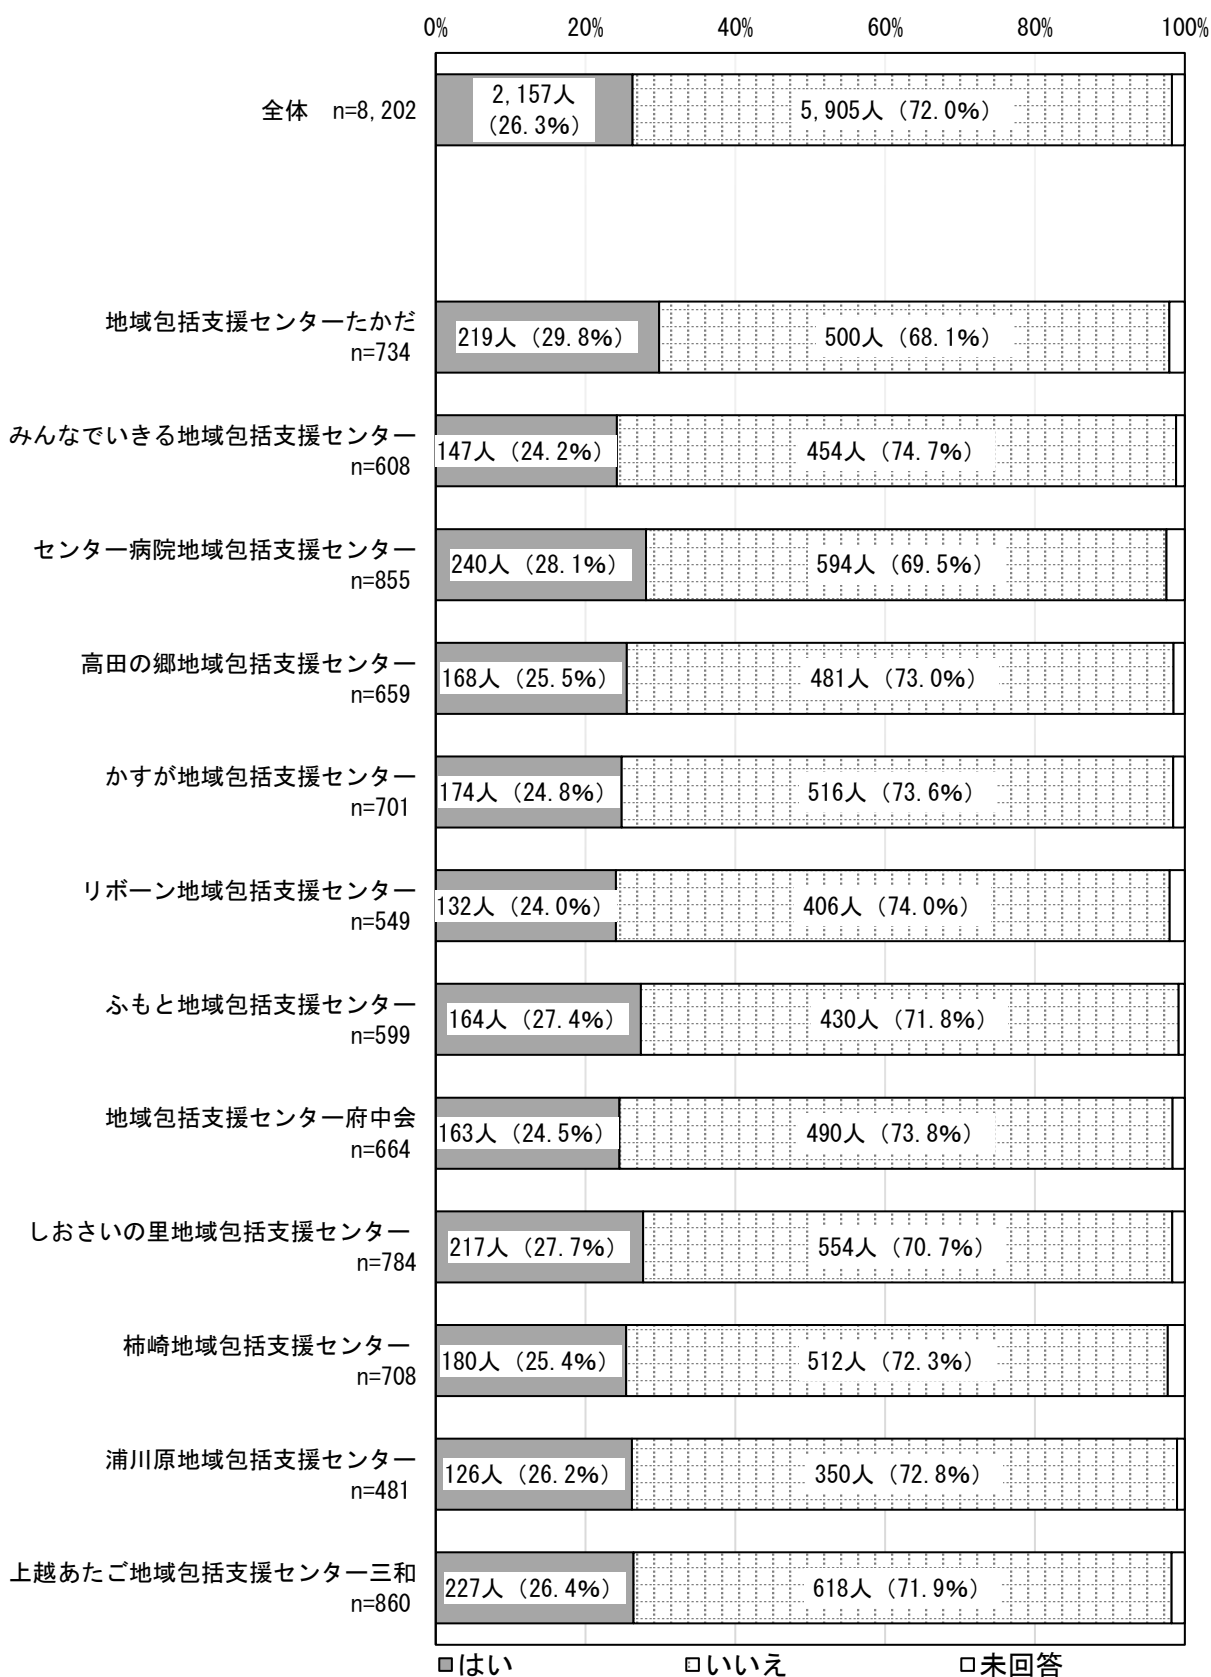 0% 20% 40% 60% 80% 100%
全体　n=8,202
2,157人
（26.3%）
5,905人（72.0%）
地域包括支援センターたかだ
n=734
219人（29.8%）
500人（68.1%）
みんなでいきる地域包括支援センター
n=608
147人（24.2%）
454人（74.7%）
センター病院地域包括支援センター
n=855
240人（28.1%）
594人（69.5%）
高田の郷地域包括支援センター
n=659
168人（25.5%）
481人（73.0%）
かすが地域包括支援センター
n=701
174人（24.8%）
516人（73.6%）
リボーン地域包括支援センター
n=549
132人（24.0%）
406人（74.0%）
ふもと地域包括支援センター
n=599
164人（27.4%）
430人（71.8%）
地域包括支援センター府中会
n=664
163人（24.5%）
490人（73.8%）
しおさいの里地域包括支援センター
n=784
217人（27.7%）
554人（70.7%）
柿崎地域包括支援センター
n=708
180人（25.4%）
512人（72.3%）
浦川原地域包括支援センター
n=481
126人（26.2%）
350人（72.8%）
上越あたご地域包括支援センター三和
n=860
227人（26.4%）
618人（71.9%）
はい いいえ 未回答